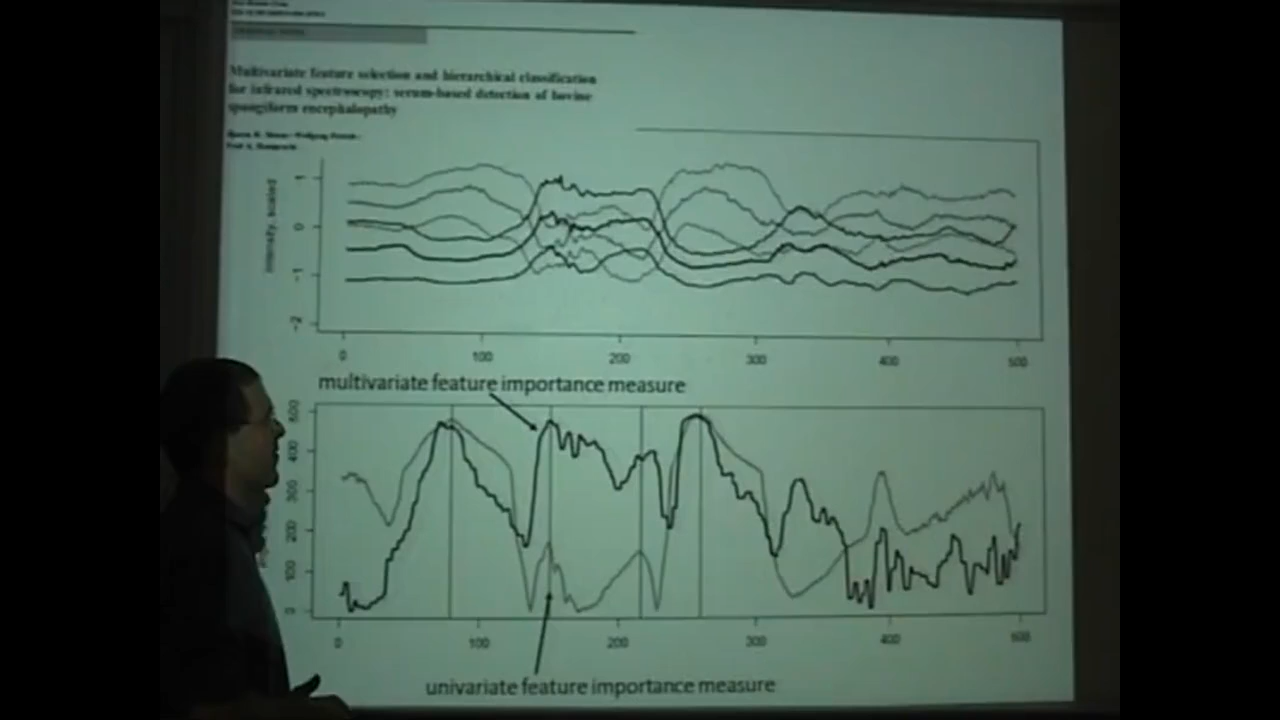 Multivariate feature selection and hierarchical classification
for infrared spectroscopy: serum-based detection of bovine
spongiform encephalopathy
intensity, scaled
1
0
-1
-2
0 100 200 300 400 500
multivariate feature importance measure
500
400
300
200
100
0
0 100 200 300 400 500
univariate feature importance measure